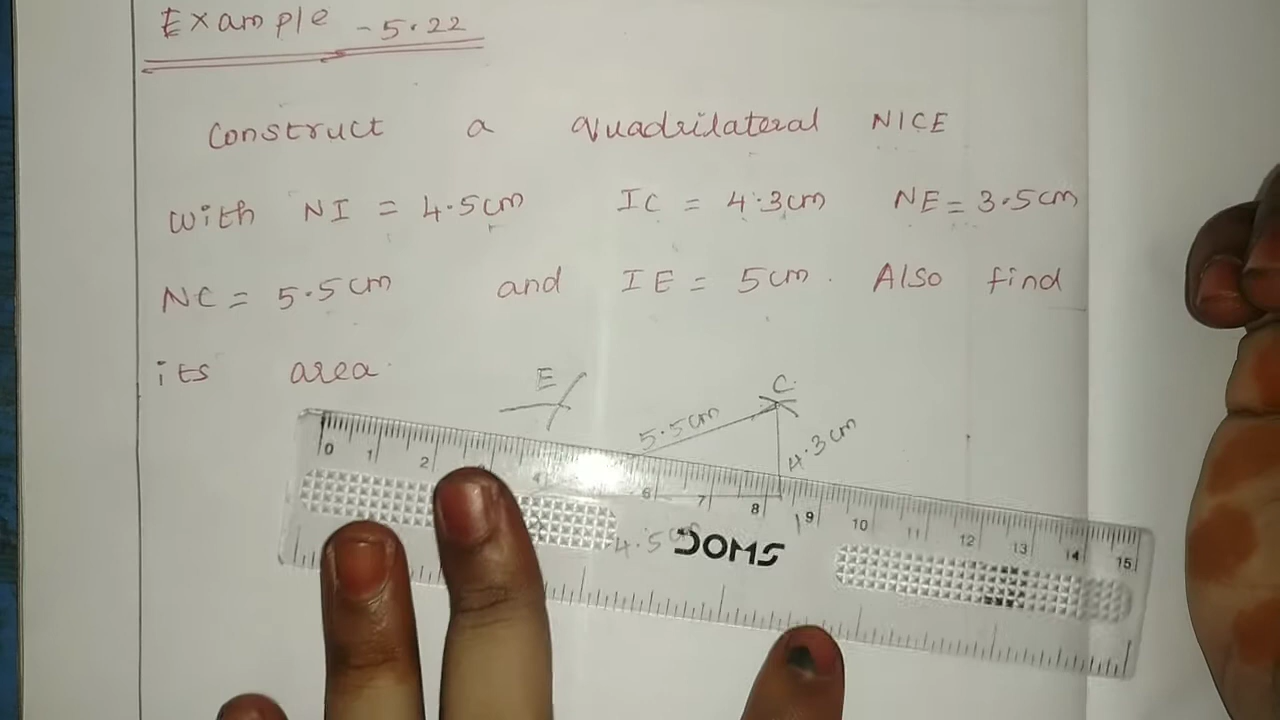 Example - 5.22
Construct a quadrilateral NICE
with NI = 4.5cm IC = 4.3cm NE = 3.5cm
NC = 5.5cm and IE = 5cm. Also find
its area.
E C.
5.5cm 4.3cm
0 1 2 3 4 6 7 8 9 10 11 12 13 14 15
4.5cm DOMS